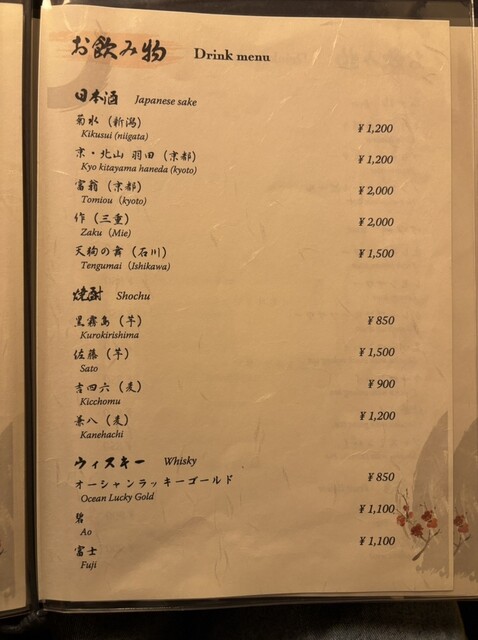 お飲み物 Drink menu
日本酒 Japanese sake
菊水（新潟） ¥1,200
Kikusui (niigata)
京・北山 羽田（京都） ¥1,200
Kyo kitayama haneda (kyoto)
富翁（京都） ¥2,000
Tomiou (kyoto)
作（三重） ¥2,000
Zaku (Mie)
天狗の舞（石川） ¥1,500
Tengumai (Ishikawa)
焼酎 Shochu
黒霧島（芋） ¥850
Kurokirishima
佐藤（芋） ¥1,500
Sato
吉四六（麦） ¥900
Kicchomu
兼八（麦） ¥1,200
Kanehachi
ウィスキー Whisky
オーシャンラッキーゴールド ¥850
Ocean Lucky Gold
碧 ¥1,100
Ao
富士 ¥1,100
Fuji